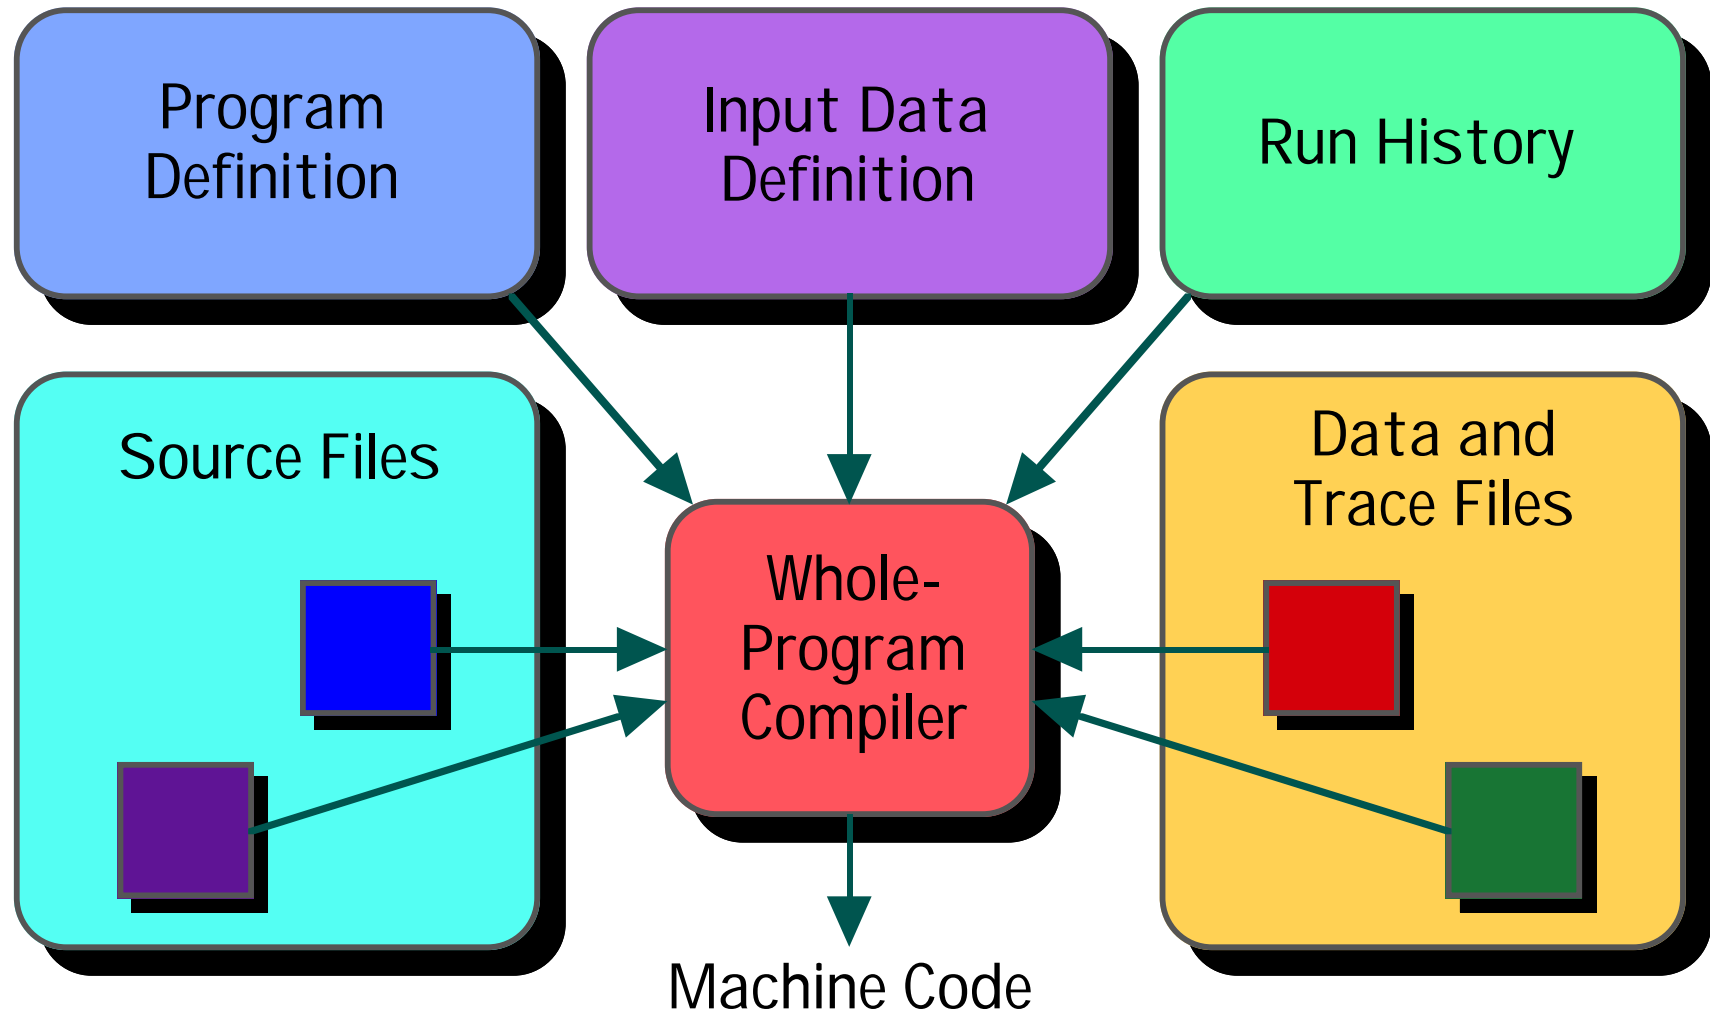 Program
Definition
Input Data
Definition
Run History
Source Files
Data and
Trace Files
Whole-
Program
Compiler
Machine Code